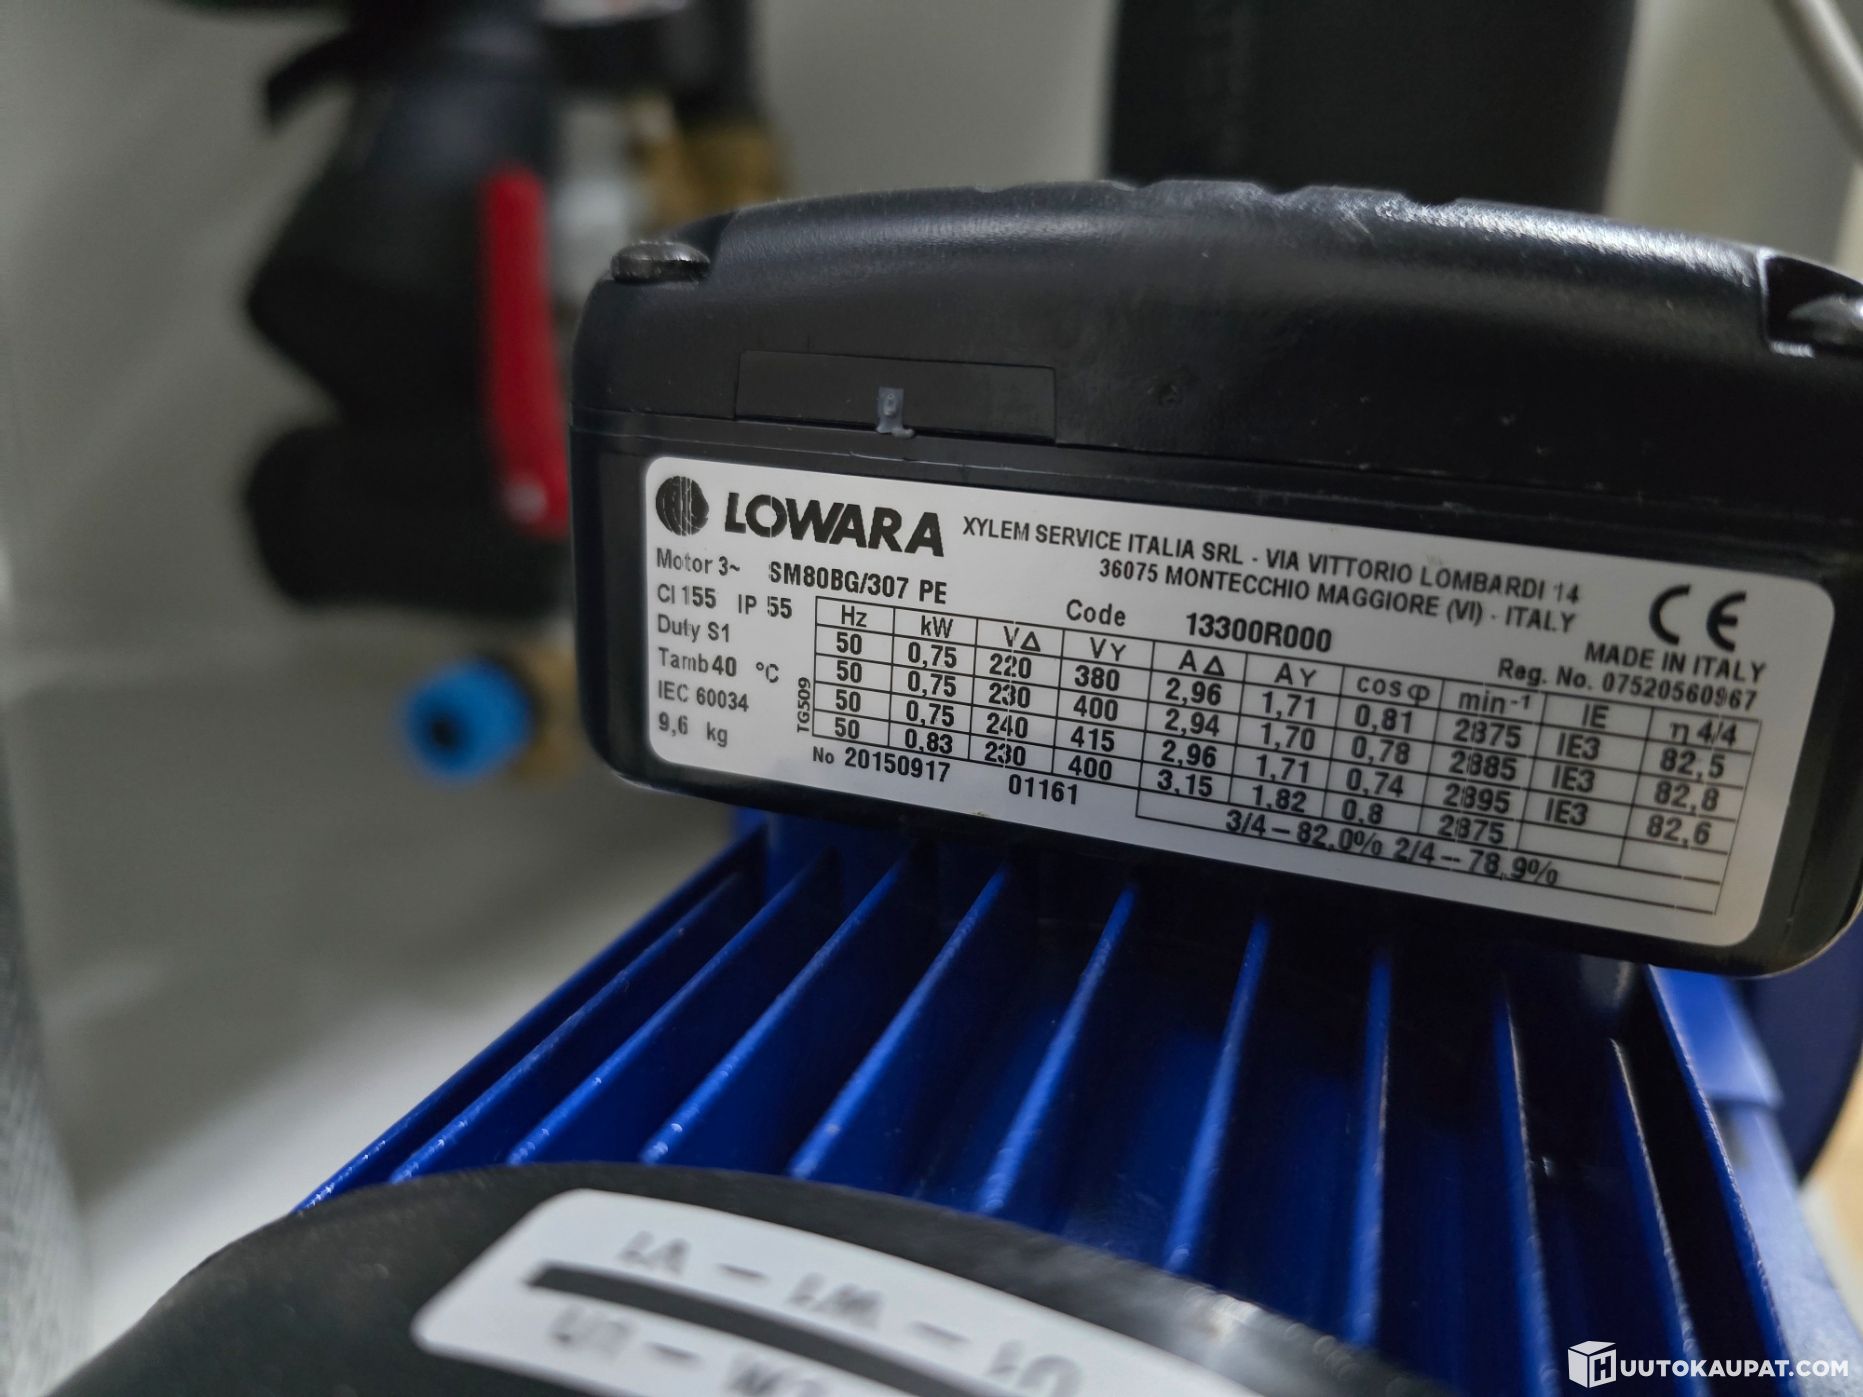 LOWARA XYLEM SERVICE ITALIA SRL - VIA VITTORIO LOMBARDI 14
36075 MONTECCHIO MAGGIORE (VI) - ITALY
CE
MADE IN ITALY
Motor 3~ SM80BG/307 PE Code 13300R000 Reg. No. 07520560967
Cl 155 IP 55
Duty S1
Tamb 40 °C
IEC 60034
9,6 kg
TG509
Hz kW V△ VY A△ AY cosφ min-1 IE η 4/4
50 0,75 220 380 2,96 1,71 0,81 2875 IE3 82,5
50 0,75 230 400 2,94 1,70 0,78 2885 IE3 82,8
50 0,75 240 415 2,96 1,71 0,74 2895 IE3 82,6
50 0,83 230 400 3,15 1,82 0,8 2875
3/4 – 82.0% 2/4 – 78,9%
No 20150917 01161
HUUTOKAUPAT.COM